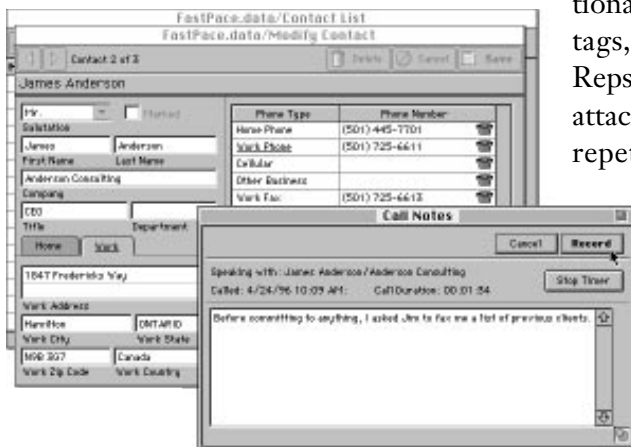 FastPace.data/Contact List
FastPace.data/Modify Contact
Contact 2 of 3
Delete
Cancel
Save
James Anderson
Mr.
Marked
Salutation
James
Anderson
First Name
Last Name
Anderson Consulting
Company
CEO
Title
Department
Home
Work
1847 Fredericks Way
Work Address
Hamilton
ONTARIO
Work City
Work State
N9B 3G7
Canada
Work Zip Code
Work Country
Phone Type
Phone Number
Home Phone
(501) 445-7701
Work Phone
(501) 725-6611
Cellular
Other Business
Work Fax
(501) 725-6613
Call Notes
Cancel
Record
Speaking with: James Anderson/Anderson Consulting
Called: 4/24/96 10:09 AM:
Call Duration: 00:01:54
Stop Timer
Before committing to anything, I asked Jim to fax me a list of previous clients.
tags,
Reps
attac
repet